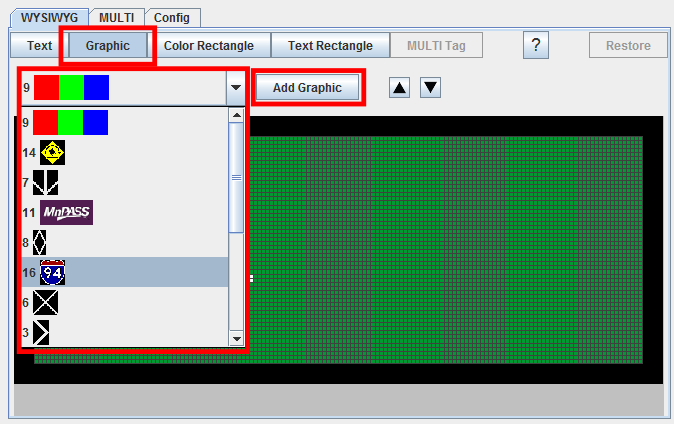 WYSIWYG MULTI Config
Text Graphic Color Rectangle Text Rectangle MULTI Tag ? Restore
9 Add Graphic
9
14
7
11 MnPASS
8
16 94
6
3